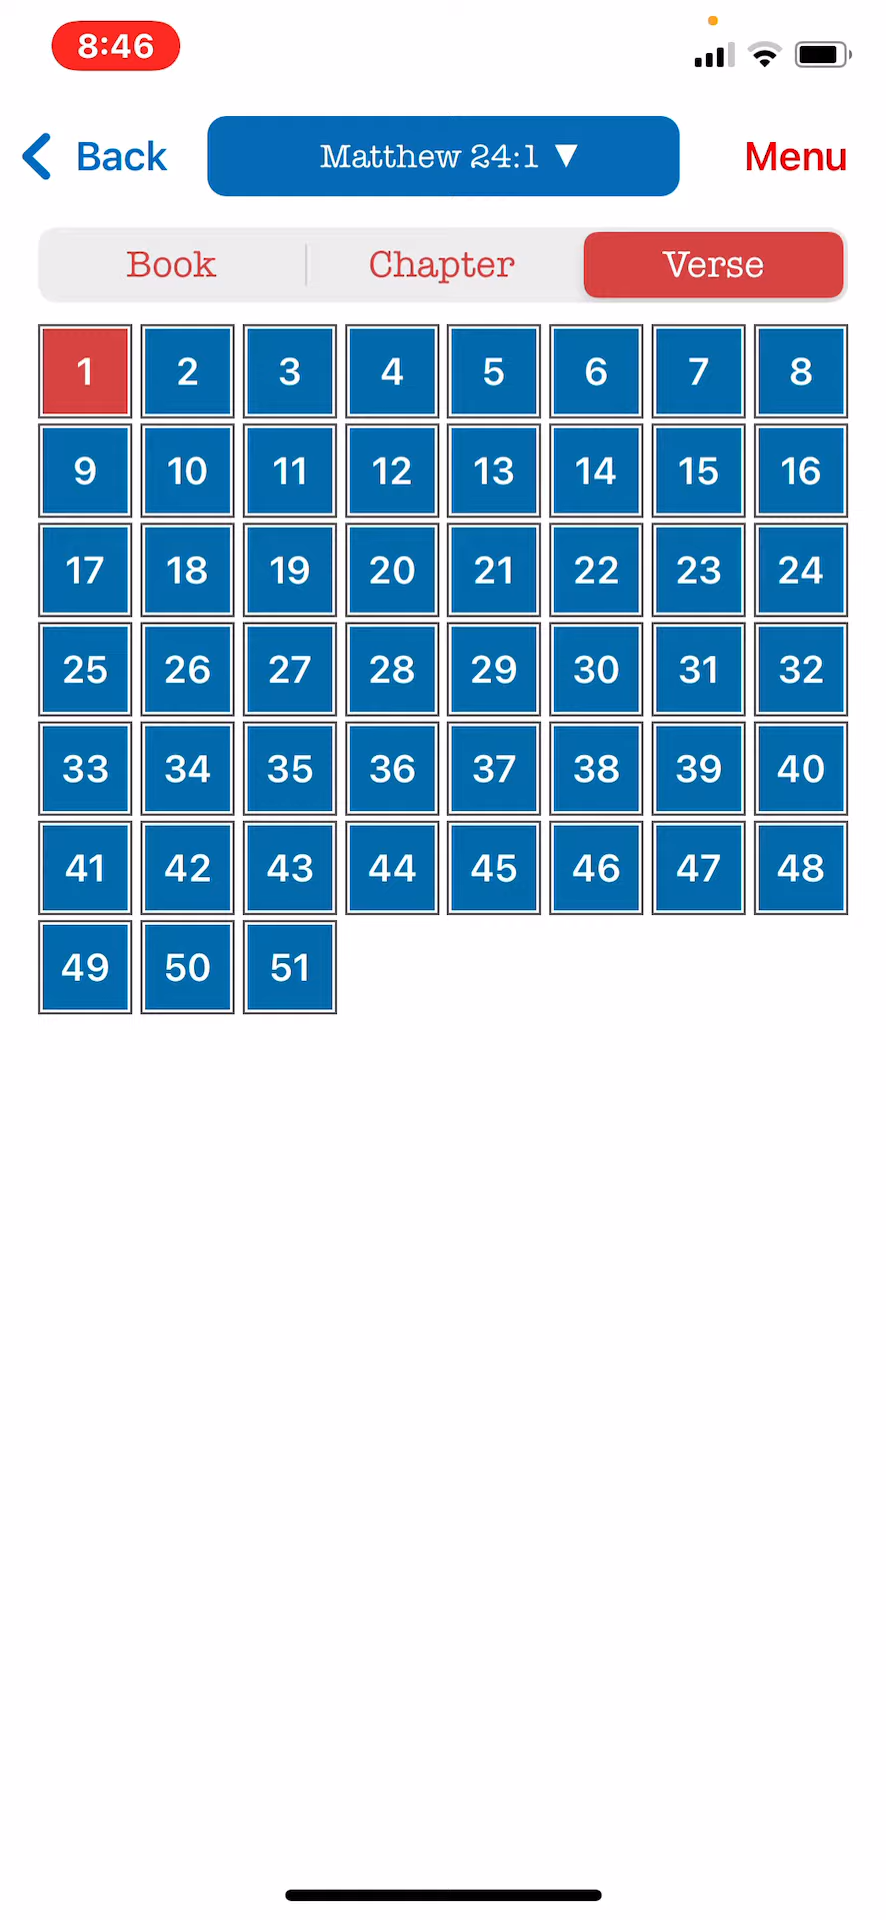 8:46
Back
Matthew 24:1 ▼
Menu
Book Chapter Verse
1 2 3 4 5 6 7 8
9 10 11 12 13 14 15 16
17 18 19 20 21 22 23 24
25 26 27 28 29 30 31 32
33 34 35 36 37 38 39 40
41 42 43 44 45 46 47 48
49 50 51